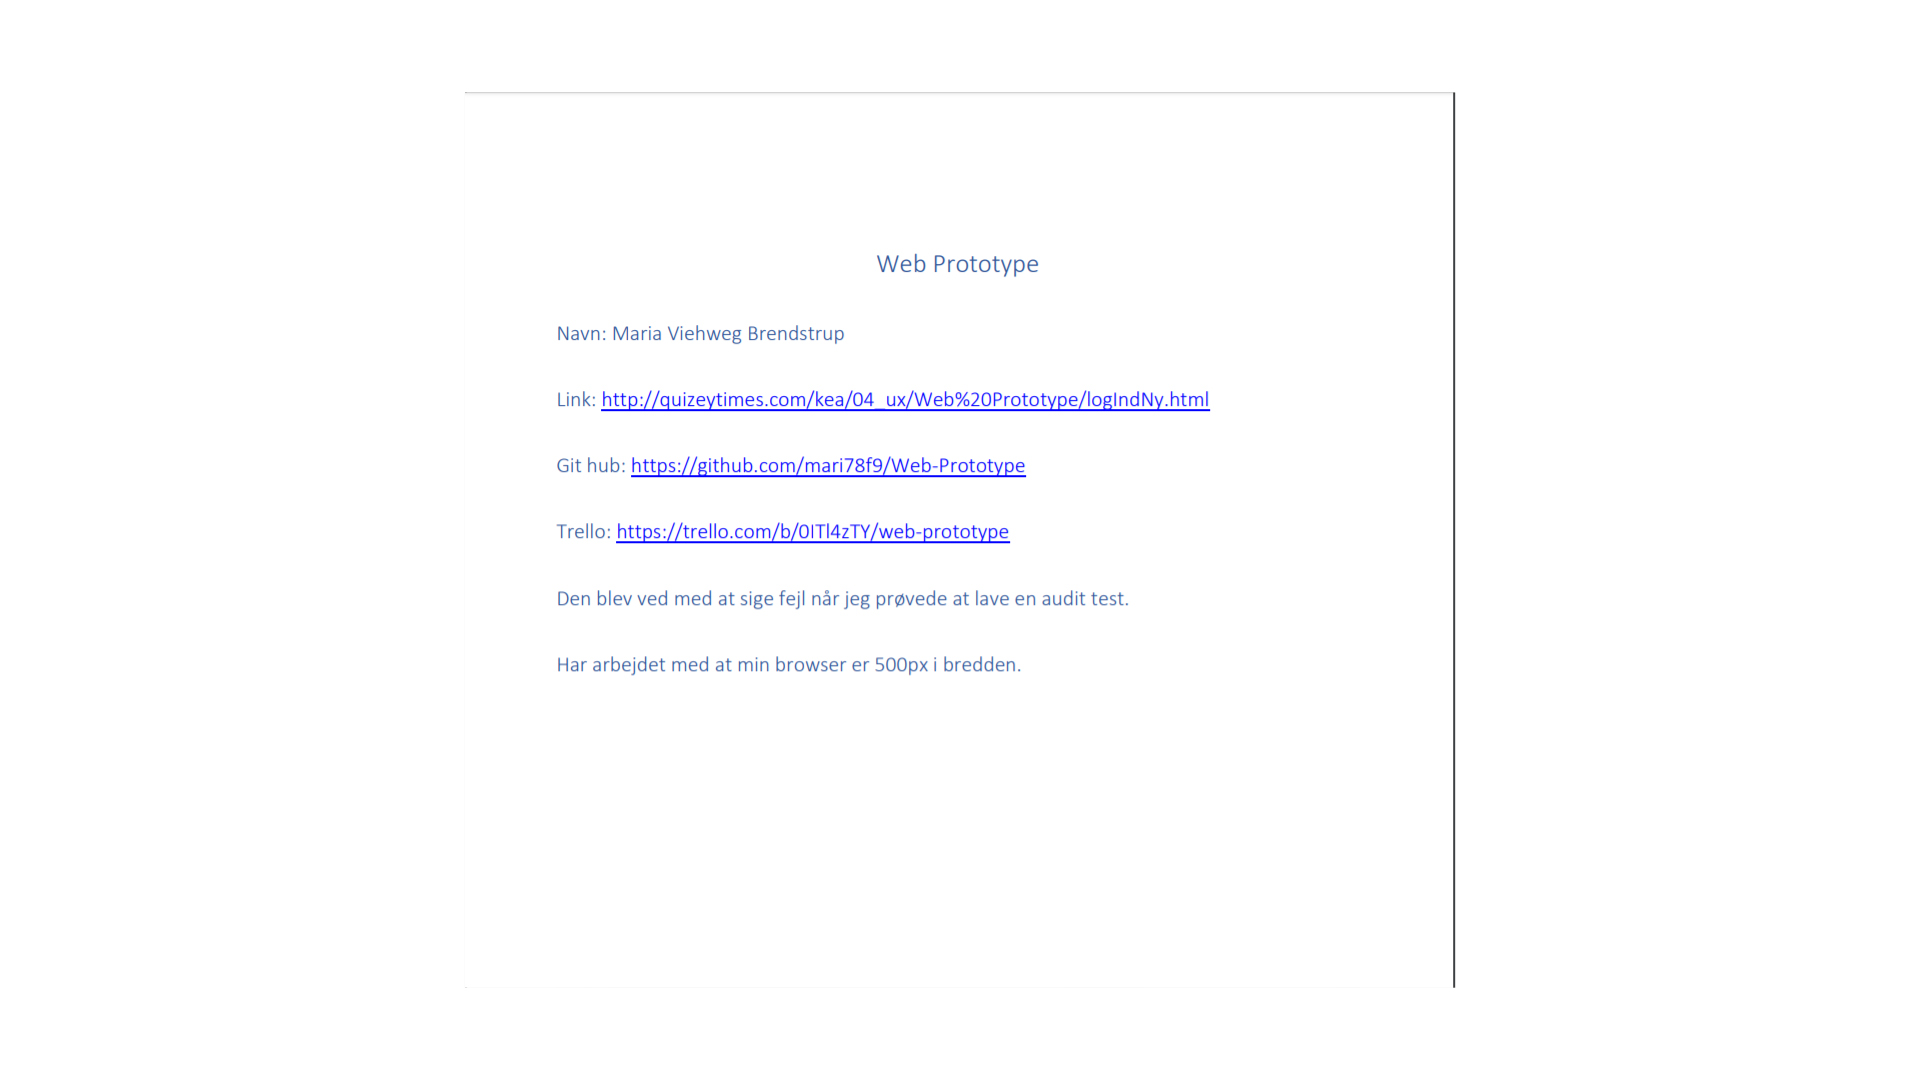 Web Prototype
Navn: Maria Viehweg Brendstrup
Link: http://quizeytimes.com/kea/04_ux/Web%20Prototype/logIndNy.html
Git hub: https://github.com/mari78f9/Web-Prototype
Trello: https://trello.com/b/0ITl4zTY/web-prototype
Den blev ved med at sige fejl når jeg prøvede at lave en audit test.
Har arbejdet med at min browser er 500px i bredden.